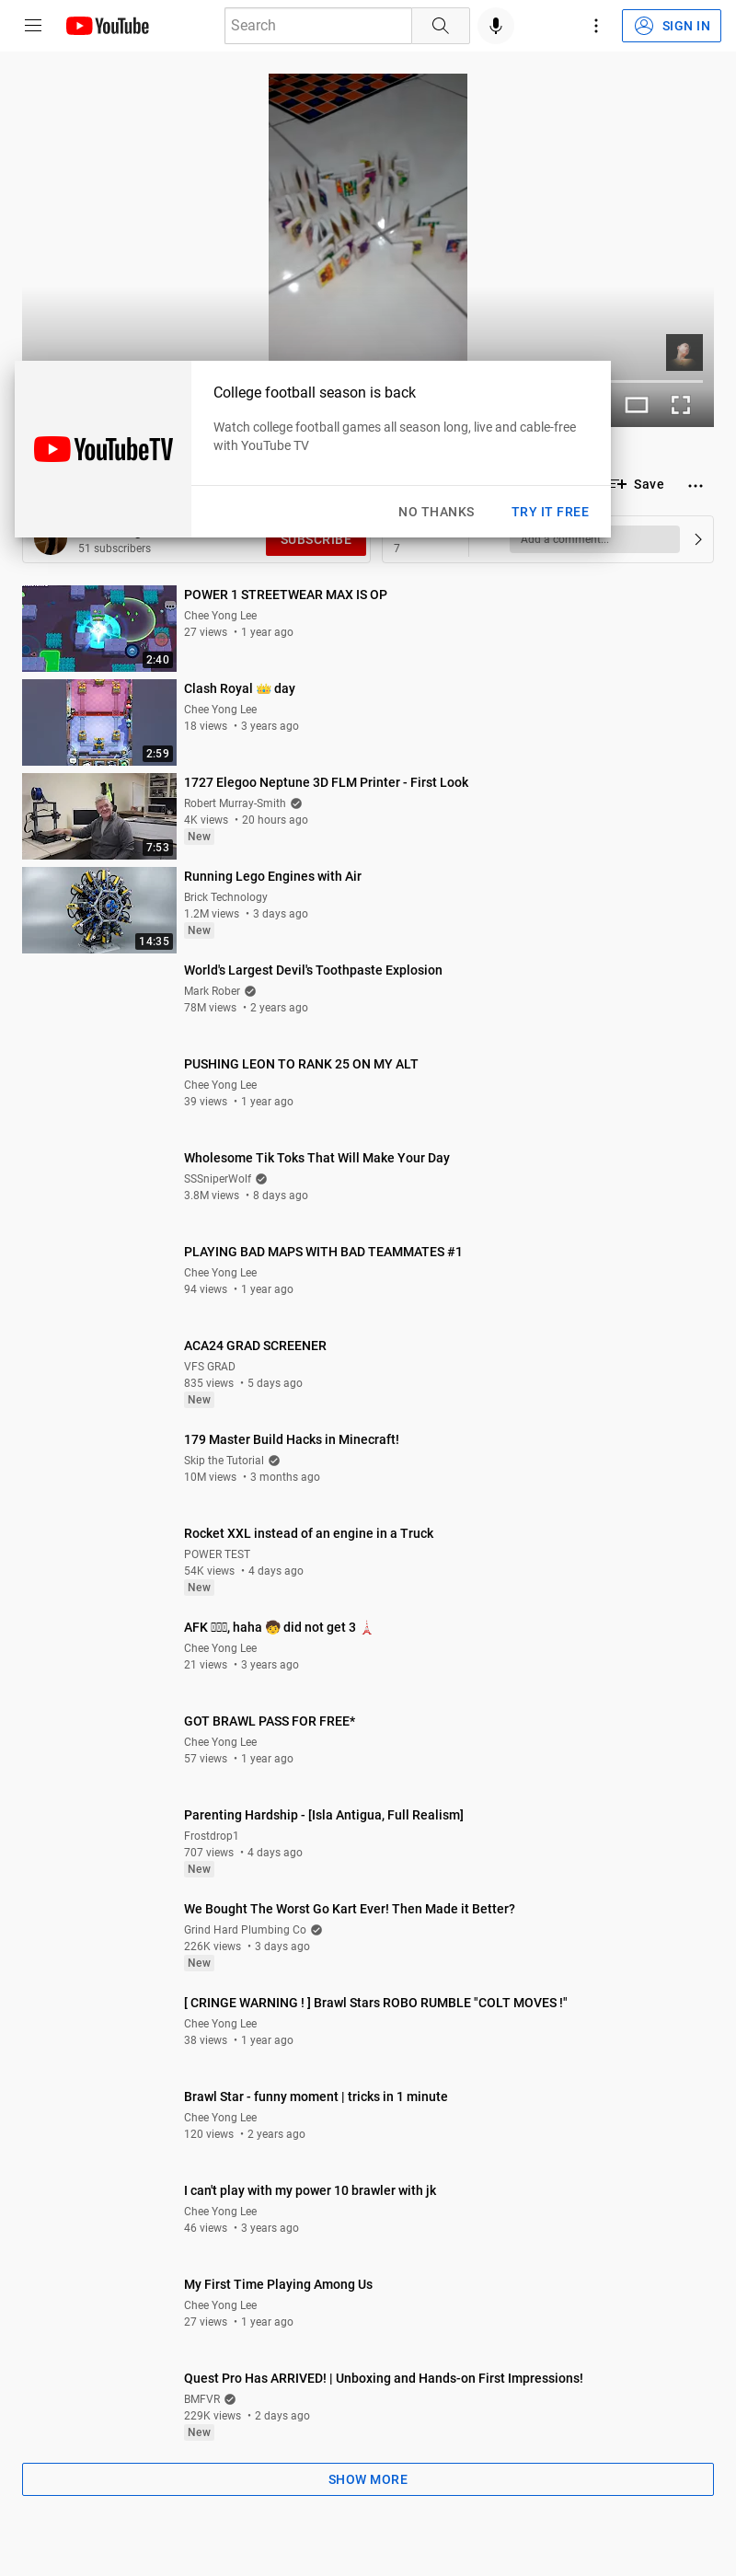 YouTube
Search
SIGN IN
College football season is back
Watch college football games all season long, live and cable-free
with YouTube TV
YouTubeTV
NO THANKS
TRY IT FREE
Save
51 subscribers
SUBSCRIBE
7
Add a comment...
POWER 1 STREETWEAR MAX IS OP
Chee Yong Lee
27 views • 1 year ago
2:40
Clash Royal 👑 day
Chee Yong Lee
18 views • 3 years ago
2:59
1727 Elegoo Neptune 3D FLM Printer - First Look
Robert Murray-Smith
4K views • 20 hours ago
New
7:53
Running Lego Engines with Air
Brick Technology
1.2M views • 3 days ago
New
14:35
World's Largest Devil's Toothpaste Explosion
Mark Rober
78M views • 2 years ago
PUSHING LEON TO RANK 25 ON MY ALT
Chee Yong Lee
39 views • 1 year ago
Wholesome Tik Toks That Will Make Your Day
SSSniperWolf
3.8M views • 8 days ago
PLAYING BAD MAPS WITH BAD TEAMMATES #1
Chee Yong Lee
94 views • 1 year ago
ACA24 GRAD SCREENER
VFS GRAD
835 views • 5 days ago
New
179 Master Build Hacks in Minecraft!
Skip the Tutorial
10M views • 3 months ago
Rocket XXL instead of an engine in a Truck
POWER TEST
54K views • 4 days ago
New
AFK , haha 🧒 did not get 3 🗼
Chee Yong Lee
21 views • 3 years ago
GOT BRAWL PASS FOR FREE*
Chee Yong Lee
57 views • 1 year ago
Parenting Hardship - [Isla Antigua, Full Realism]
Frostdrop1
707 views • 4 days ago
New
We Bought The Worst Go Kart Ever! Then Made it Better?
Grind Hard Plumbing Co
226K views • 3 days ago
New
[ CRINGE WARNING ! ] Brawl Stars ROBO RUMBLE "COLT MOVES !"
Chee Yong Lee
38 views • 1 year ago
Brawl Star - funny moment | tricks in 1 minute
Chee Yong Lee
120 views • 2 years ago
I can't play with my power 10 brawler with jk
Chee Yong Lee
46 views • 3 years ago
My First Time Playing Among Us
Chee Yong Lee
27 views • 1 year ago
Quest Pro Has ARRIVED! | Unboxing and Hands-on First Impressions!
BMFVR
229K views • 2 days ago
New
SHOW MORE